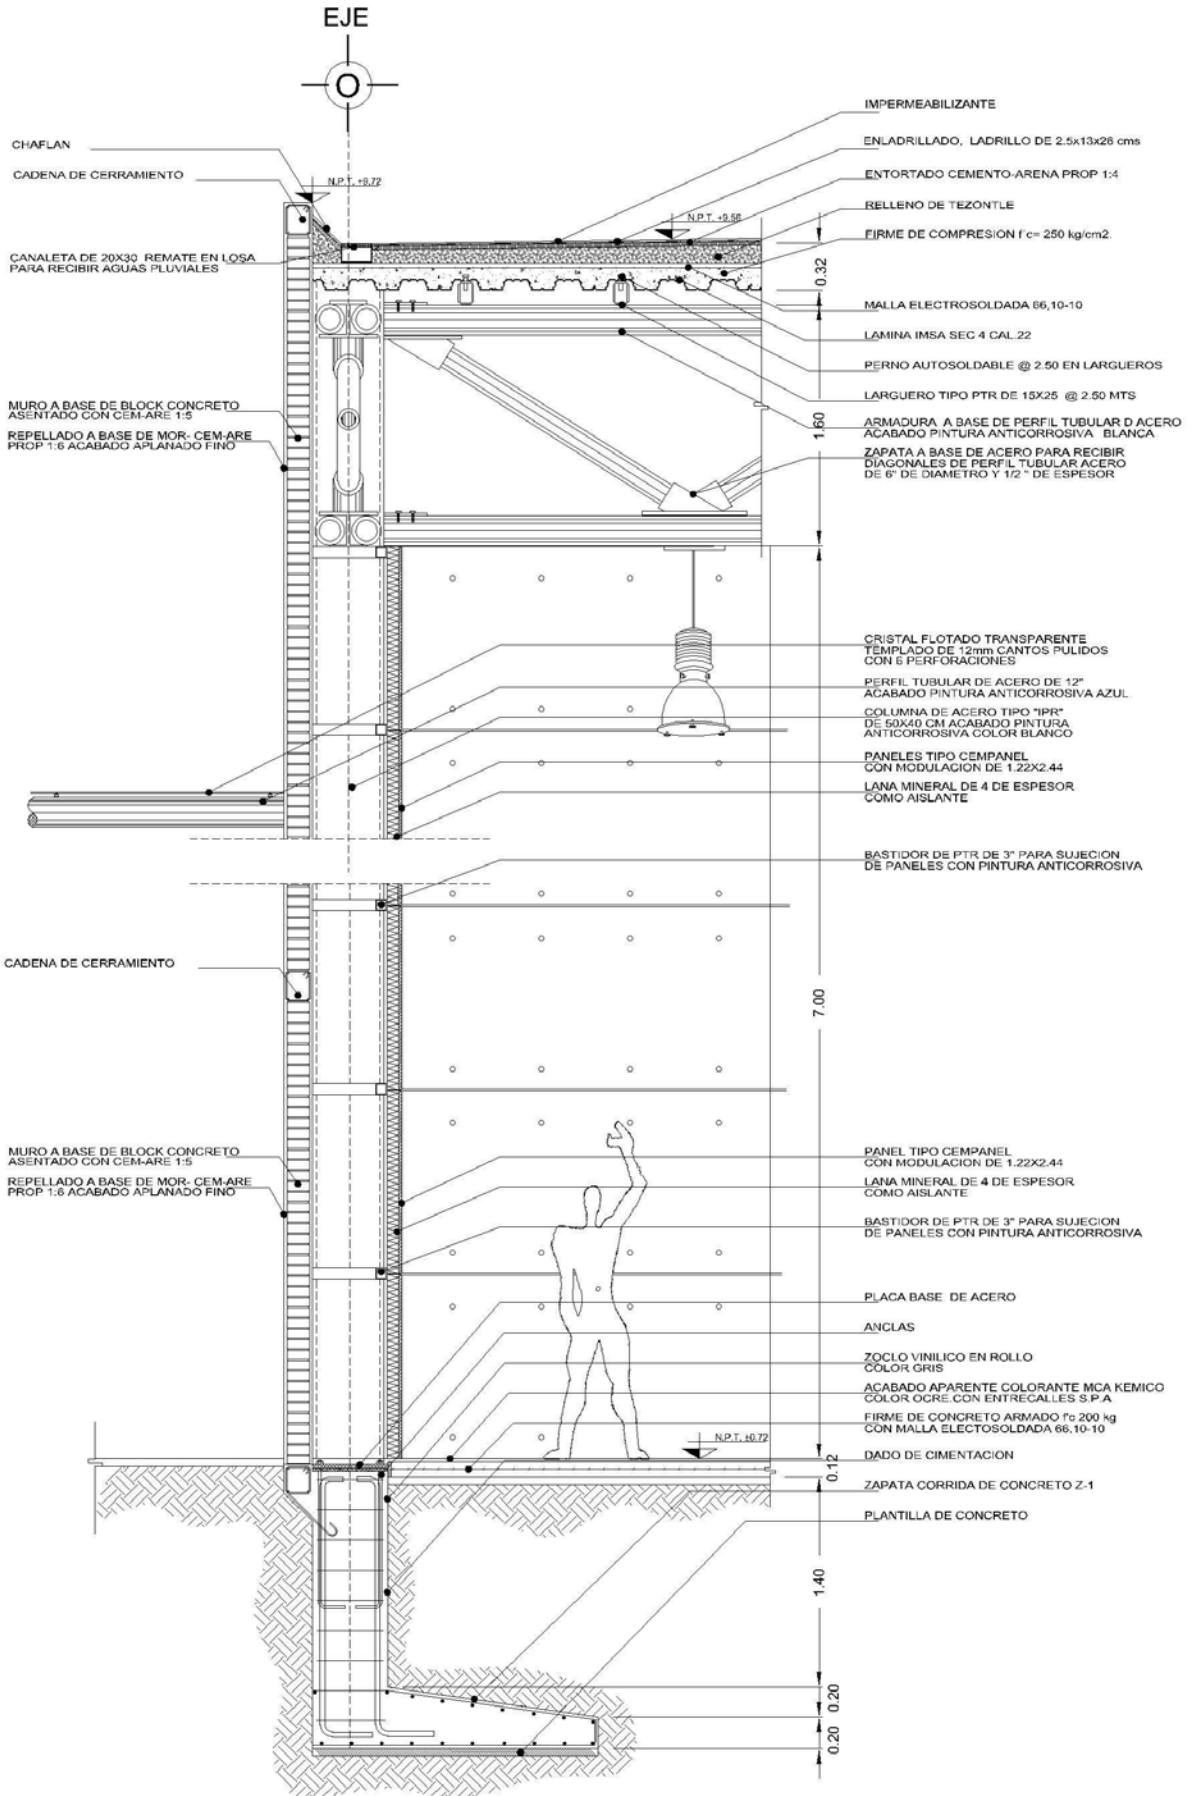 EJE
O
CHAFLAN
CADENA DE CERRAMIENTO
N.P.T. +9.72
CANALETA DE 20X30 REMATE EN LOSA
PARA RECIBIR AGUAS PLUVIALES
MURO A BASE DE BLOCK CONCRETO
ASENTADO CON CEM-ARE 1:5
REPELLADO A BASE DE MOR- CEM-ARE
PROP 1:6 ACABADO APLANADO FINO
CADENA DE CERRAMIENTO
MURO A BASE DE BLOCK CONCRETO
ASENTADO CON CEM-ARE 1:5
REPELLADO A BASE DE MOR- CEM-ARE
PROP 1:6 ACABADO APLANADO FINO
IMPERMEABILIZANTE
ENLADRILLADO, LADRILLO DE 2.5x13x26 cms
ENTORTADO CEMENTO-ARENA PROP 1:4
RELLENO DE TEZONTLE
N.P.T. +9.56
FIRME DE COMPRESION f'c= 250 kg/cm2.
0.32
MALLA ELECTROSOLDADA 66,10-10
LAMINA IMSA SEC 4 CAL.22
PERNO AUTOSOLDABLE @ 2.50 EN LARGUEROS
LARGUERO TIPO PTR DE 15X25 @ 2.50 MTS
1.60
ARMADURA A BASE DE PERFIL TUBULAR D ACERO
ACABADO PINTURA ANTICORROSIVA BLANCA
ZAPATA A BASE DE ACERO PARA RECIBIR
DIAGONALES DE PERFIL TUBULAR ACERO
DE 6" DE DIAMETRO Y 1/2 " DE ESPESOR
CRISTAL FLOTADO TRANSPARENTE
TEMPLADO DE 12mm CANTOS PULIDOS
CON 6 PERFORACIONES
PERFIL TUBULAR DE ACERO DE 12"
ACABADO PINTURA ANTICORROSIVA AZUL
COLUMNA DE ACERO TIPO "IPR"
DE 50X40 CM ACABADO PINTURA
ANTICORROSIVA COLOR BLANCO
PANELES TIPO CEMPANEL
CON MODULACION DE 1.22X2.44
LANA MINERAL DE 4 DE ESPESOR
COMO AISLANTE
BASTIDOR DE PTR DE 3" PARA SUJECION
DE PANELES CON PINTURA ANTICORROSIVA
7.00
PANEL TIPO CEMPANEL
CON MODULACION DE 1.22X2.44
LANA MINERAL DE 4 DE ESPESOR
COMO AISLANTE
BASTIDOR DE PTR DE 3" PARA SUJECION
DE PANELES CON PINTURA ANTICORROSIVA
PLACA BASE DE ACERO
ANCLAS
ZOCLO VINILICO EN ROLLO
COLOR GRIS
ACABADO APARENTE COLORANTE MCA KEMICO
COLOR OCRE.CON ENTRECALLES S.P.A
FIRME DE CONCRETO ARMADO f'c 200 kg
CON MALLA ELECTOSOLDADA 66,10-10
N.P.T. ±0.72
DADO DE CIMENTACION
0.12
ZAPATA CORRIDA DE CONCRETO Z-1
PLANTILLA DE CONCRETO
1.40
0.20
0.20